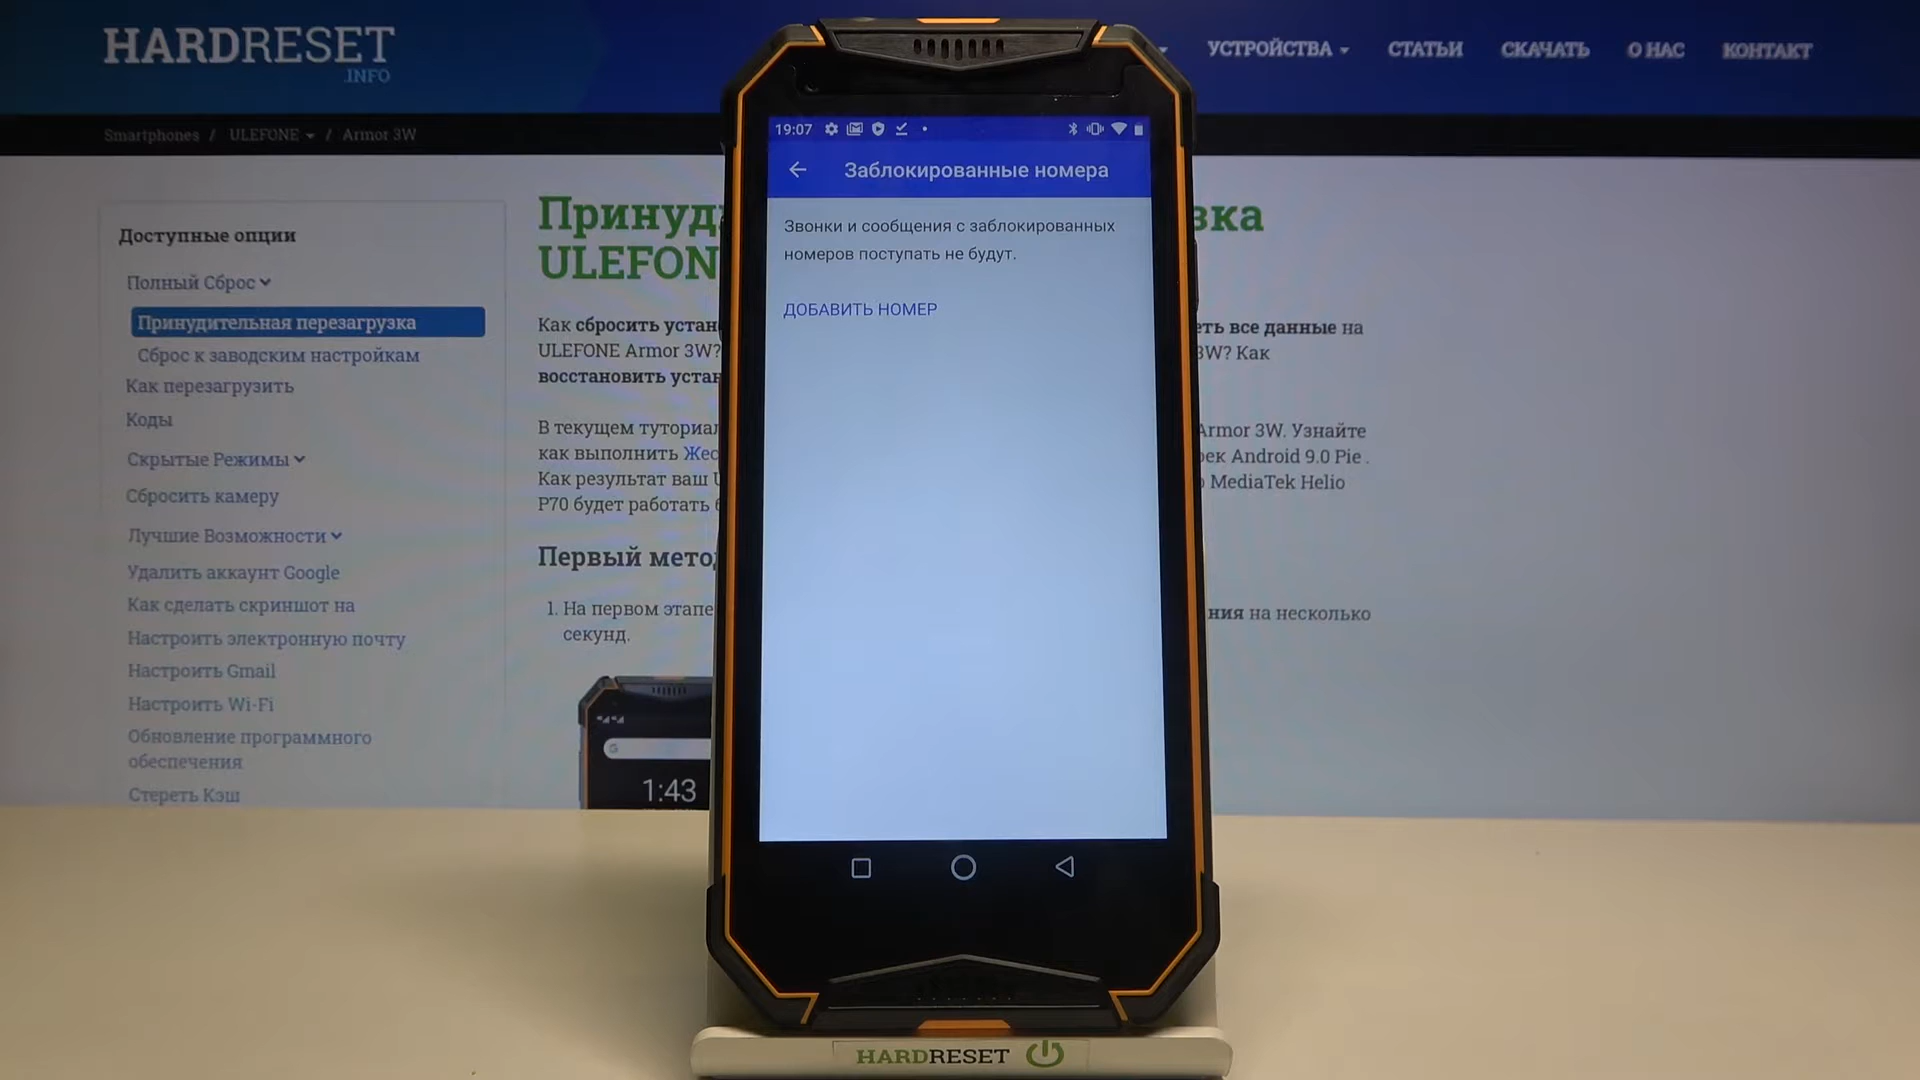 HARDRESET
.INFO
УСТРОЙСТВА
СТАТЬИ
СКАЧАТЬ
О НАС
КОНТАКТ
Smartphones / ULEFONE / Armor 3W
Доступные опции
Полный Сброс
Принудительная перезагрузка
Сброс к заводским настройкам
Как перезагрузить
Коды
Скрытые Режимы
Сбросить камеру
Лучшие Возможности
Удалить аккаунт Google
Как сделать скриншот на
Настроить электронную почту
Настроить Gmail
Настроить Wi-Fi
Обновление программного
обеспечения
Стереть Кэш
Принуд
зка
ULEFON
Как сбросить устан
ть все данные на
ULEFONE Armor 3W?
3W? Как
восстановить устан
В текущем туториал
Armor 3W. Узнайте
как выполнить Жес
ек Android 9.0 Pie .
Как результат ваш U
MediaTek Helio
P70 будет работать
Первый метод
1. На первом этапе
ния на несколько
секунд.
1:43
19:07
Заблокированные номера
Звонки и сообщения с заблокированных
номеров поступать не будут.
ДОБАВИТЬ НОМЕР
HARDRESET